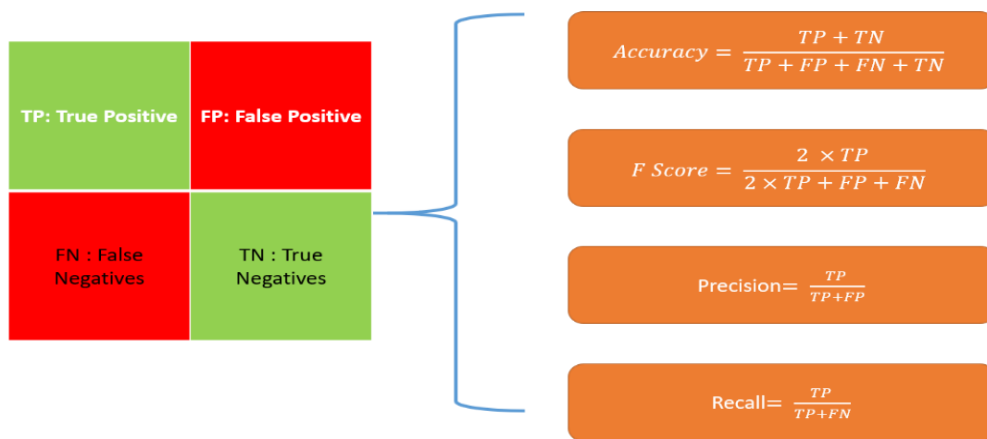 TP: True Positive
FP: False Positive
FN : False
Negatives
TN : True
Negatives
Accuracy = TP + TN / TP + FP + FN + TN
F Score = 2 × TP / 2 × TP + FP + FN
Precision= TP / TP+FP
Recall= TP / TP+FN